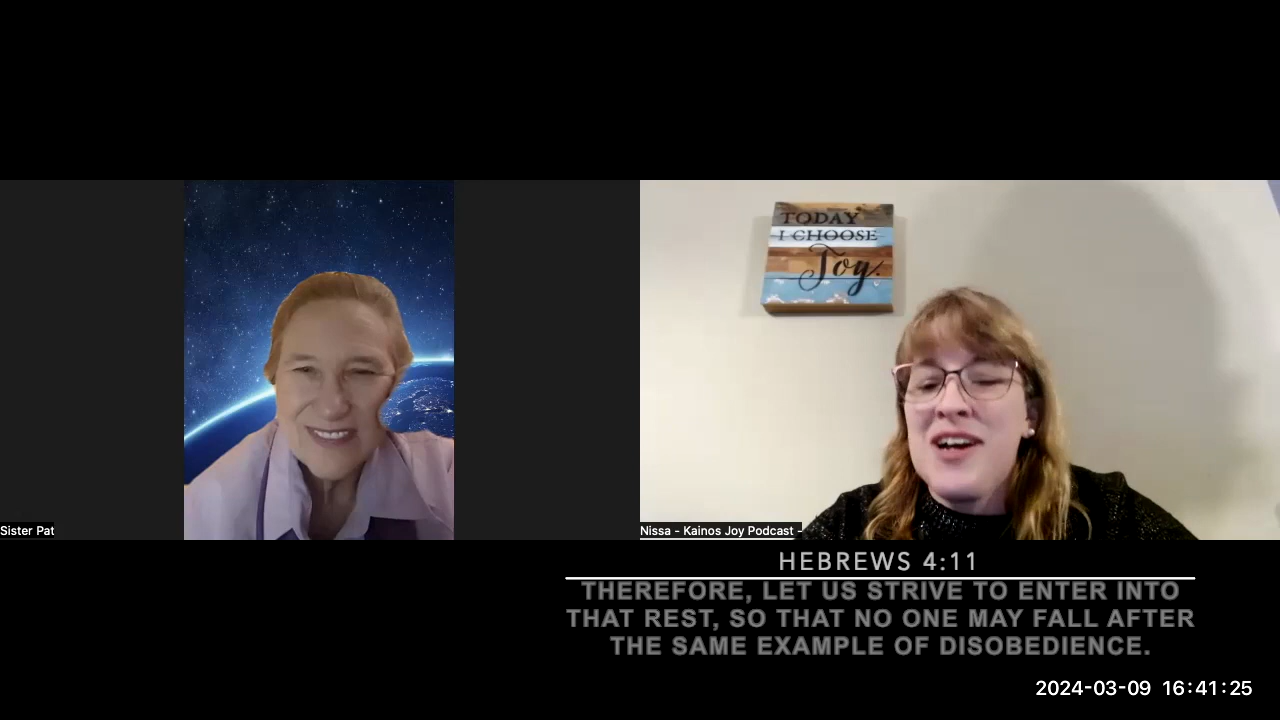 TODAY
I CHOOSE
Joy.
Sister Pat
Nissa - Kainos Joy Podcast -
HEBREWS 4:11
THEREFORE, LET US STRIVE TO ENTER INTO
THAT REST, SO THAT NO ONE MAY FALL AFTER
THE SAME EXAMPLE OF DISOBEDIENCE.
2024-03-09 16:41:25